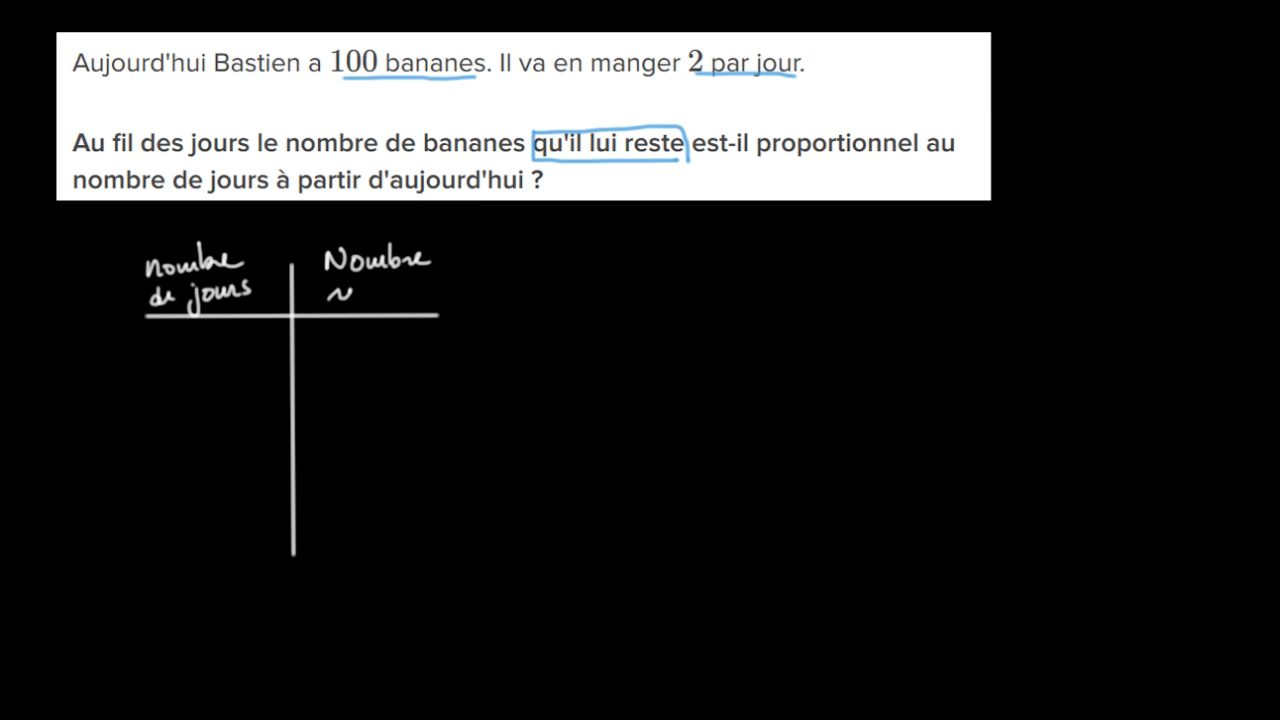 Aujourd'hui Bastien a 100 bananes. Il va en manger 2 par jour.
Au fil des jours le nombre de bananes qu'il lui reste est-il proportionnel au
nombre de jours à partir d'aujourd'hui ?
nombre
de jours
Nombre